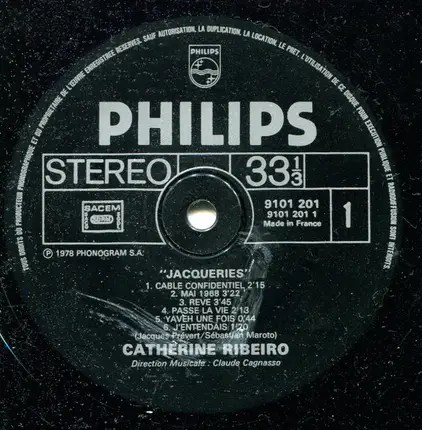 TOUS DROITS DU PRODUCTEUR PHONOGRAPHIQUE ET DU PROPRIETAIRE DE L'ŒUVRE ENREGISTREE RESERVES. SAUF AUTORISATION, LA DUPLICATION, LA LOCATION, LE PRET, L'UTILISATION DE CE DISQUE POUR EXECUTION PUBLIQUE ET RADIODIFFUSION SONT INTERDITS.
PHILIPS
PHILIPS
STEREO 33 1/3
SACEM
9101 201
9101 201 1
Made in France
1
℗ 1978 PHONOGRAM S.A.
"JACQUERIES"
1. CABLE CONFIDENTIEL 2'15
2. MAI 1968 3'22
3. REVE 3'45
4. PASSE LA VIE 2'13
5. YAVEH UNE FOIS 0'44
6. J'ENTENDAIS 1'20
(Jacques Prévert/Sébastian Maroto)
CATHERINE RIBEIRO
Direction Musicale : Claude Cagnasso